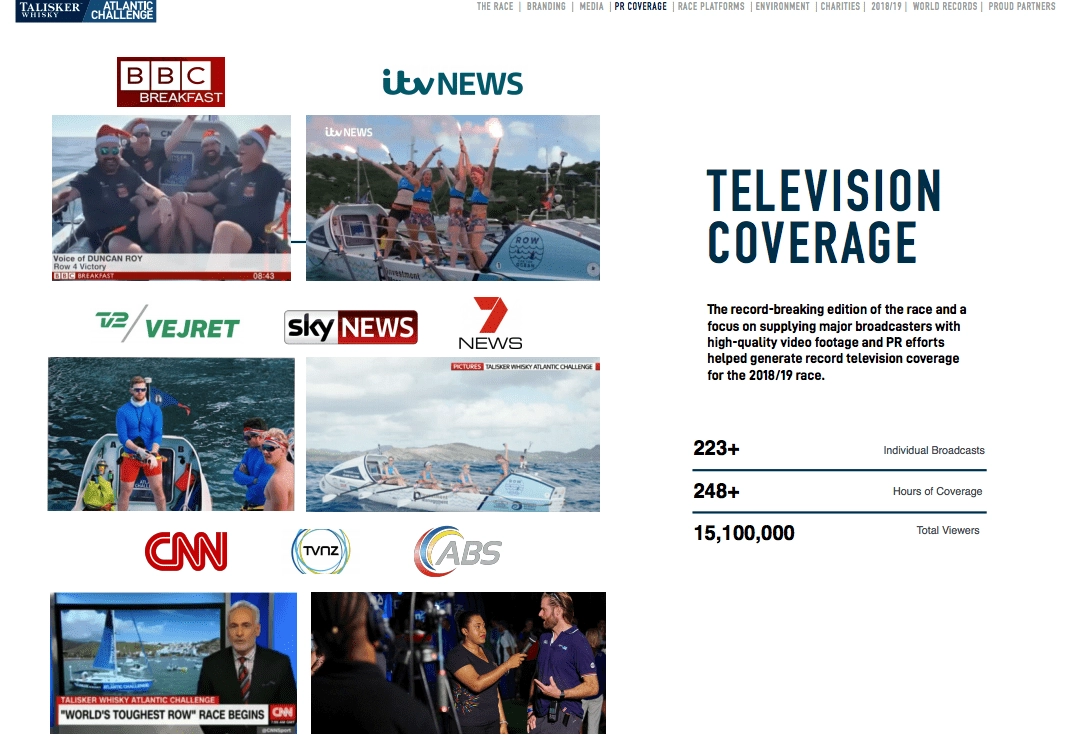 TALISKER
WHISKY
ATLANTIC
CHALLENGE
THE RACE | BRANDING | MEDIA | PR COVERAGE | RACE PLATFORMS | ENVIRONMENT | CHARITIES | 2018/19 | WORLD RECORDS | PROUD PARTNERS
BBC
BREAKFAST
itv NEWS
itv NEWS
ROW
Voice of DUNCAN ROY
Row 4 Victory
BBC BREAKFAST 08:43
TELEVISION
COVERAGE
The record-breaking edition of the race and a
focus on supplying major broadcasters with
high-quality video footage and PR efforts
helped generate record television coverage
for the 2018/19 race.
TV2/VEJRET
sky NEWS
7
NEWS
PICTURES TALISKER WHISKY ATLANTIC CHALLENGE
223+ Individual Broadcasts
248+ Hours of Coverage
15,100,000 Total Viewers
CNN
TVNZ
ABS
ATLANTIC CHALLENGE
TALISKER WHISKY ATLANTIC CHALLENGE
"WORLD'S TOUGHEST ROW" RACE BEGINS
CNN
@CNNSport